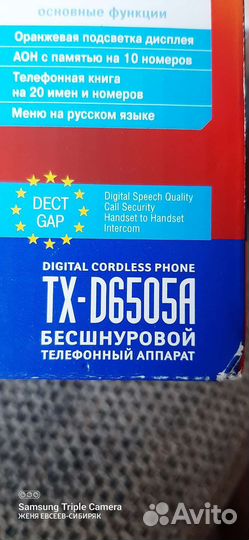 основные функции
Оранжевая подсветка дисплея
АОН с памятью на 10 номеров
Телефонная книга
на 20 имен и номеров
Меню на русском языке
DECT
GAP
Digital Speech Quality
Call Security
Handset to Handset
Intercom
DIGITAL CORDLESS PHONE
TX-D6505A
БЕСШНУРОВОЙ
ТЕЛЕФОННЫЙ АППАРАТ
Samsung Triple Camera
ЖЕНЯ ЕВСЕЕВ-СИБИРЯК
Avito